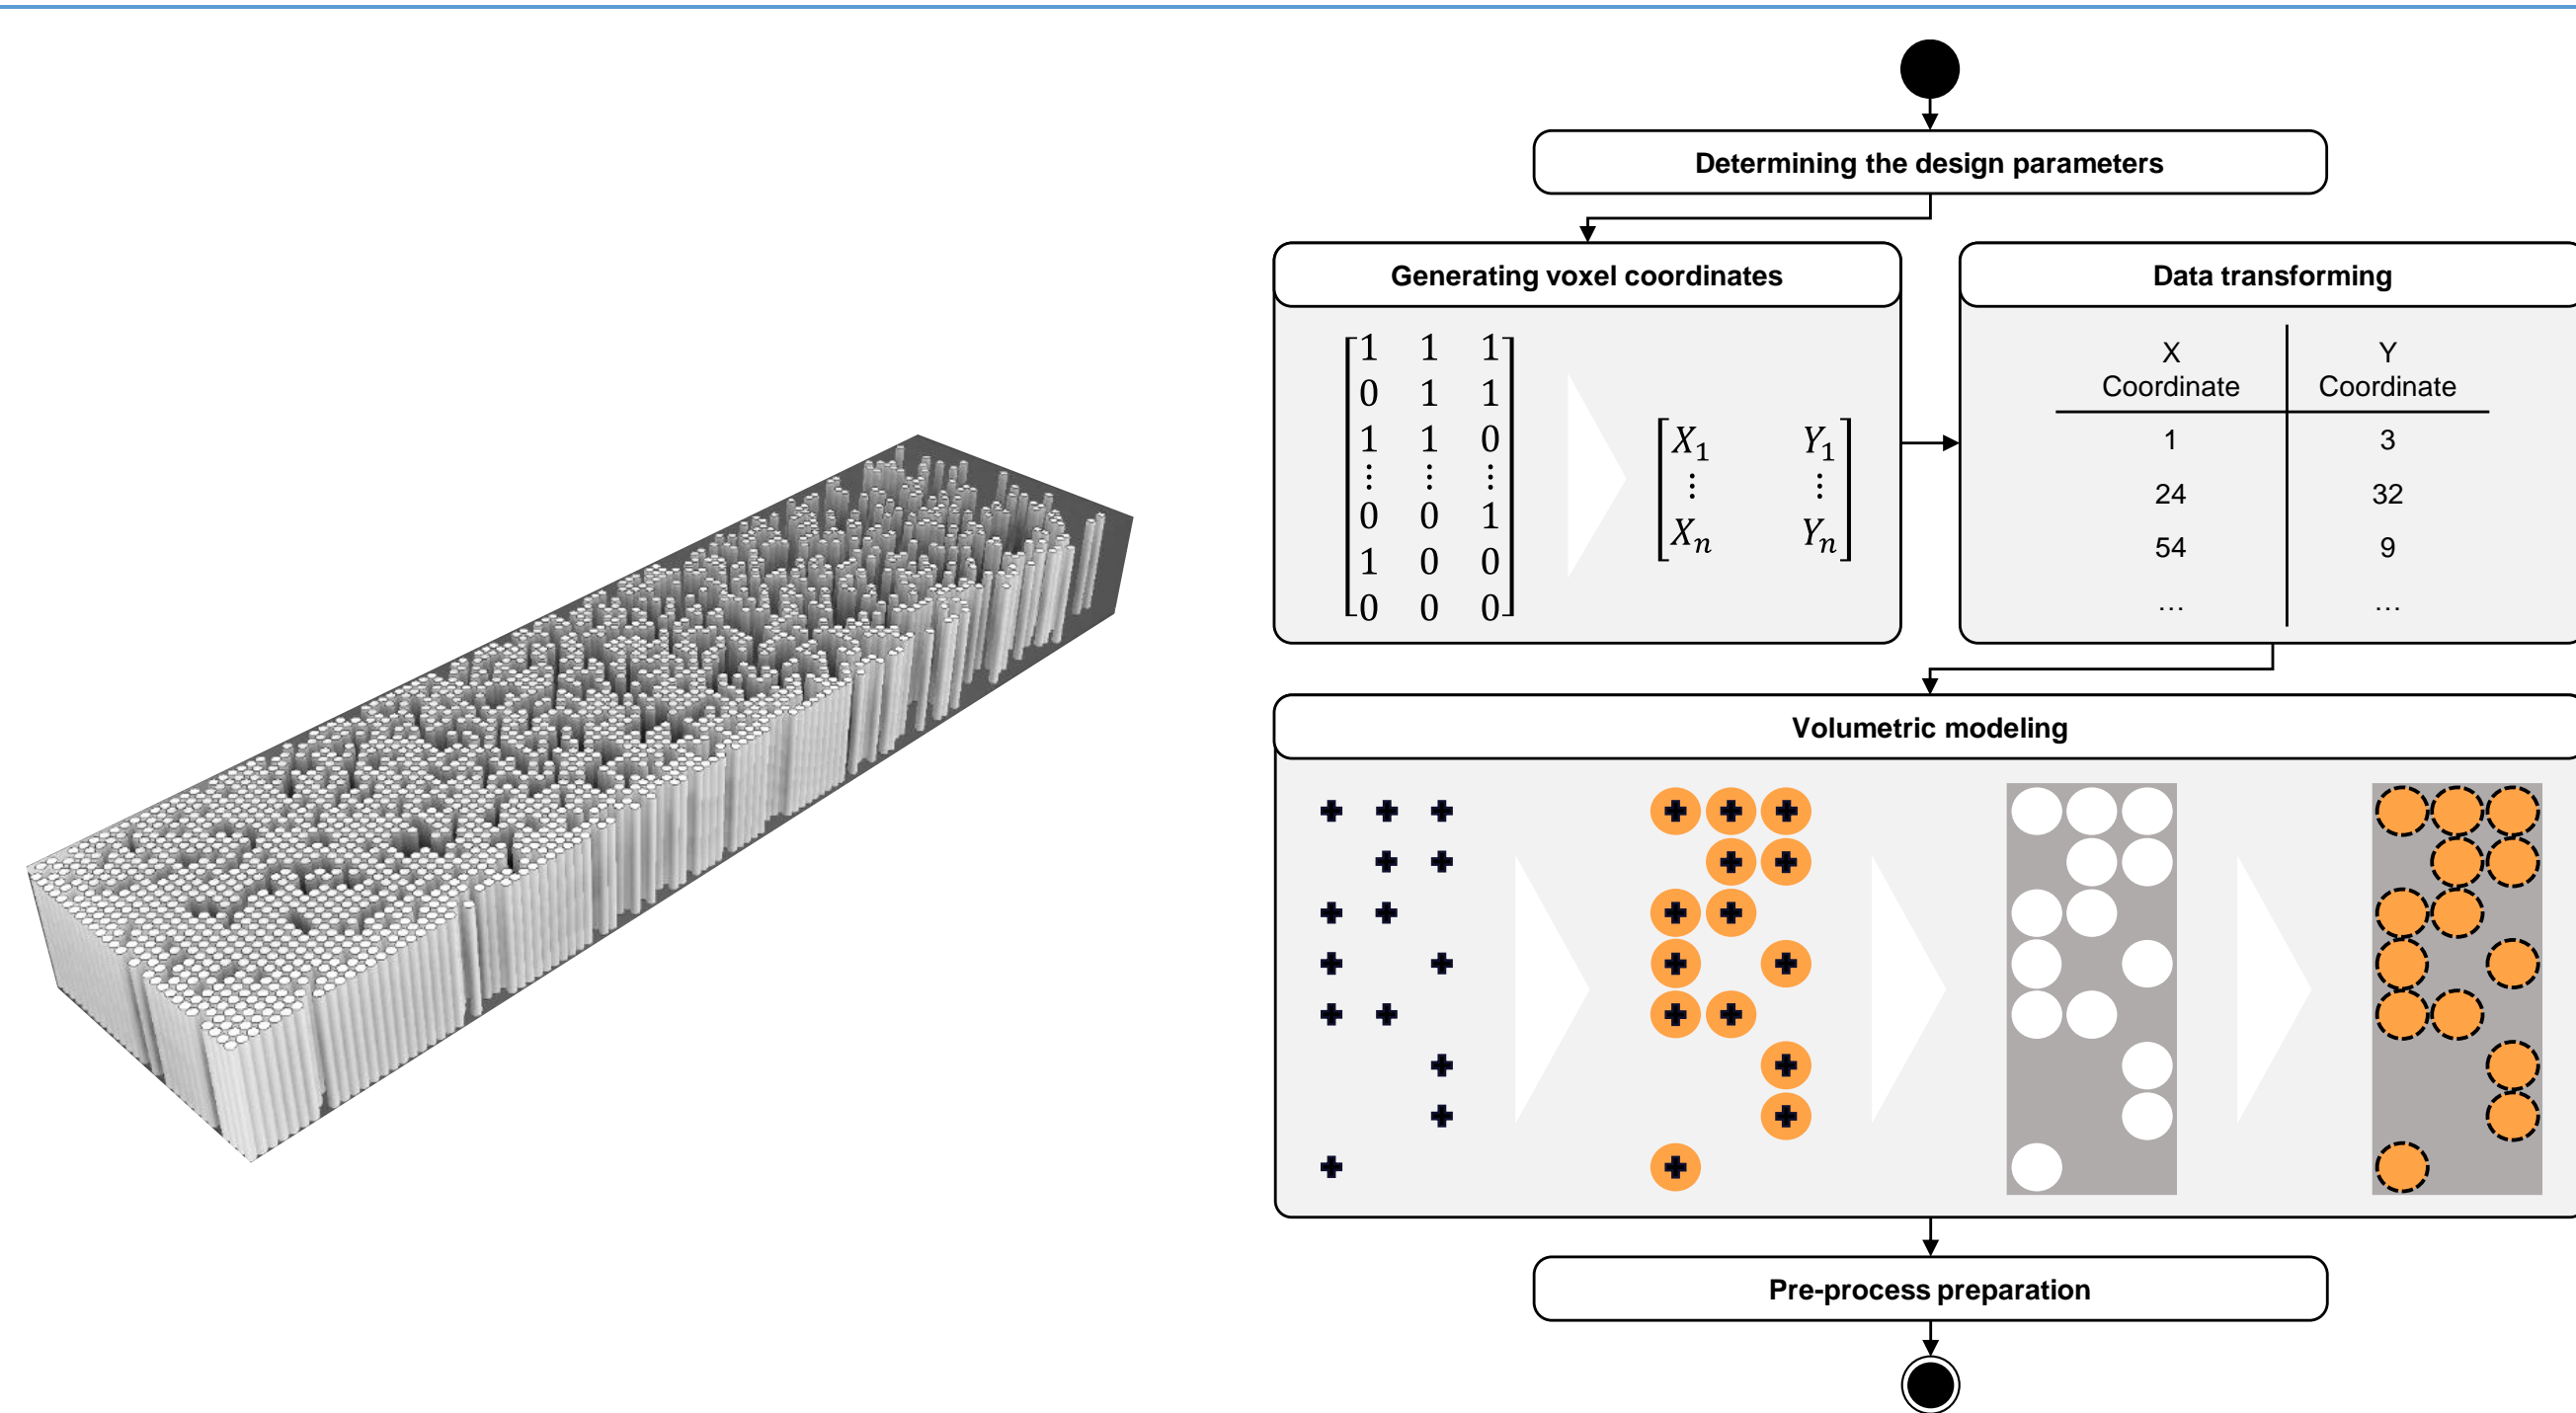 Determining the design parameters
Generating voxel coordinates
1 1 1
0 1 1
1 1 0
⋮ ⋮ ⋮
0 0 1
1 0 0
0 0 0
X₁ Y₁
⋮ ⋮
Xₙ Yₙ
Data transforming
X Y
Coordinate Coordinate
1 3
24 32
54 9
… …
Volumetric modeling
Pre-process preparation